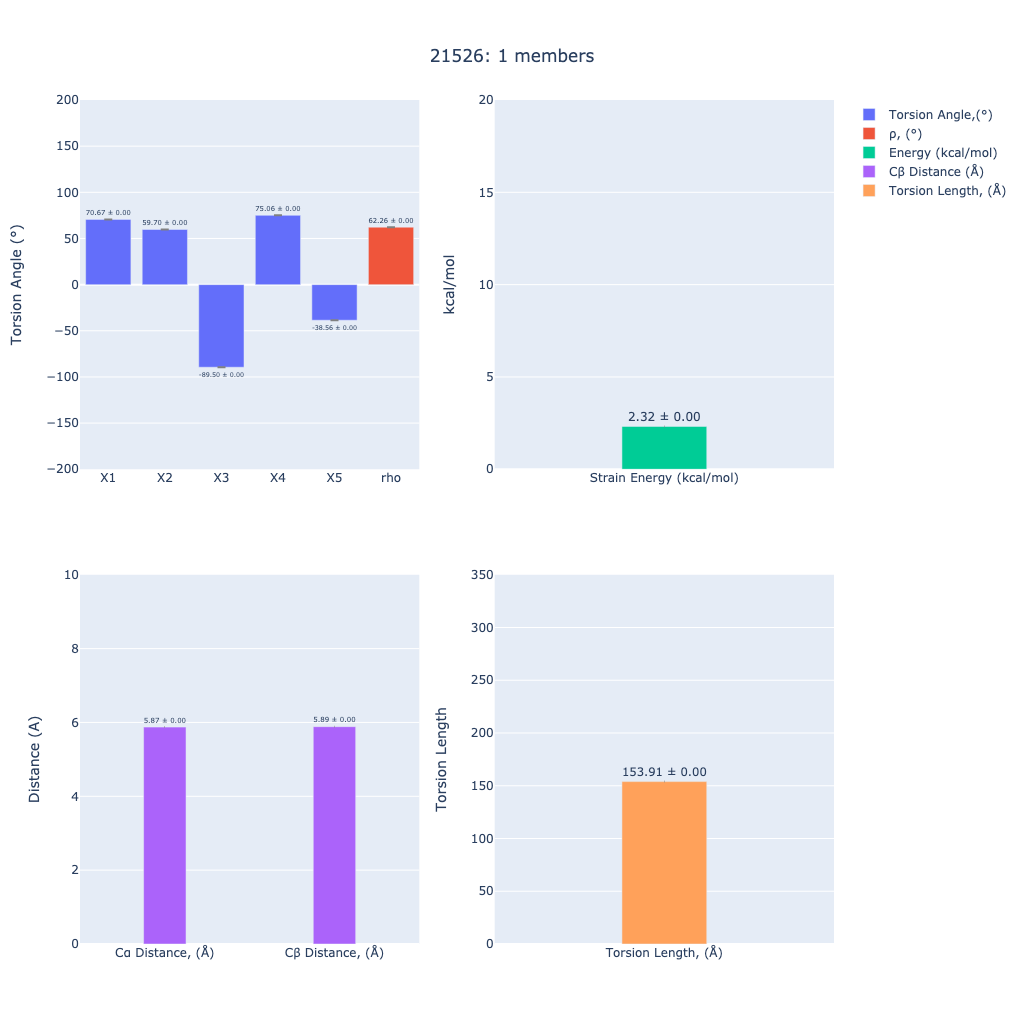 21526: 1 members
Torsion Angle (°)
200
150
100
50
0
−50
−100
−150
−200
70.67 ± 0.00
59.70 ± 0.00
-89.50 ± 0.00
75.06 ± 0.00
-38.56 ± 0.00
62.26 ± 0.00
X1 X2 X3 X4 X5 rho
kcal/mol
20
15
10
5
0
2.32 ± 0.00
Strain Energy (kcal/mol)
Torsion Angle,(°)
ρ, (°)
Energy (kcal/mol)
Cβ Distance (Å)
Torsion Length, (Å)
Distance (A)
10
8
6
4
2
0
5.87 ± 0.00
5.89 ± 0.00
Cα Distance, (Å) Cβ Distance, (Å)
Torsion Length
350
300
250
200
150
100
50
0
153.91 ± 0.00
Torsion Length, (Å)